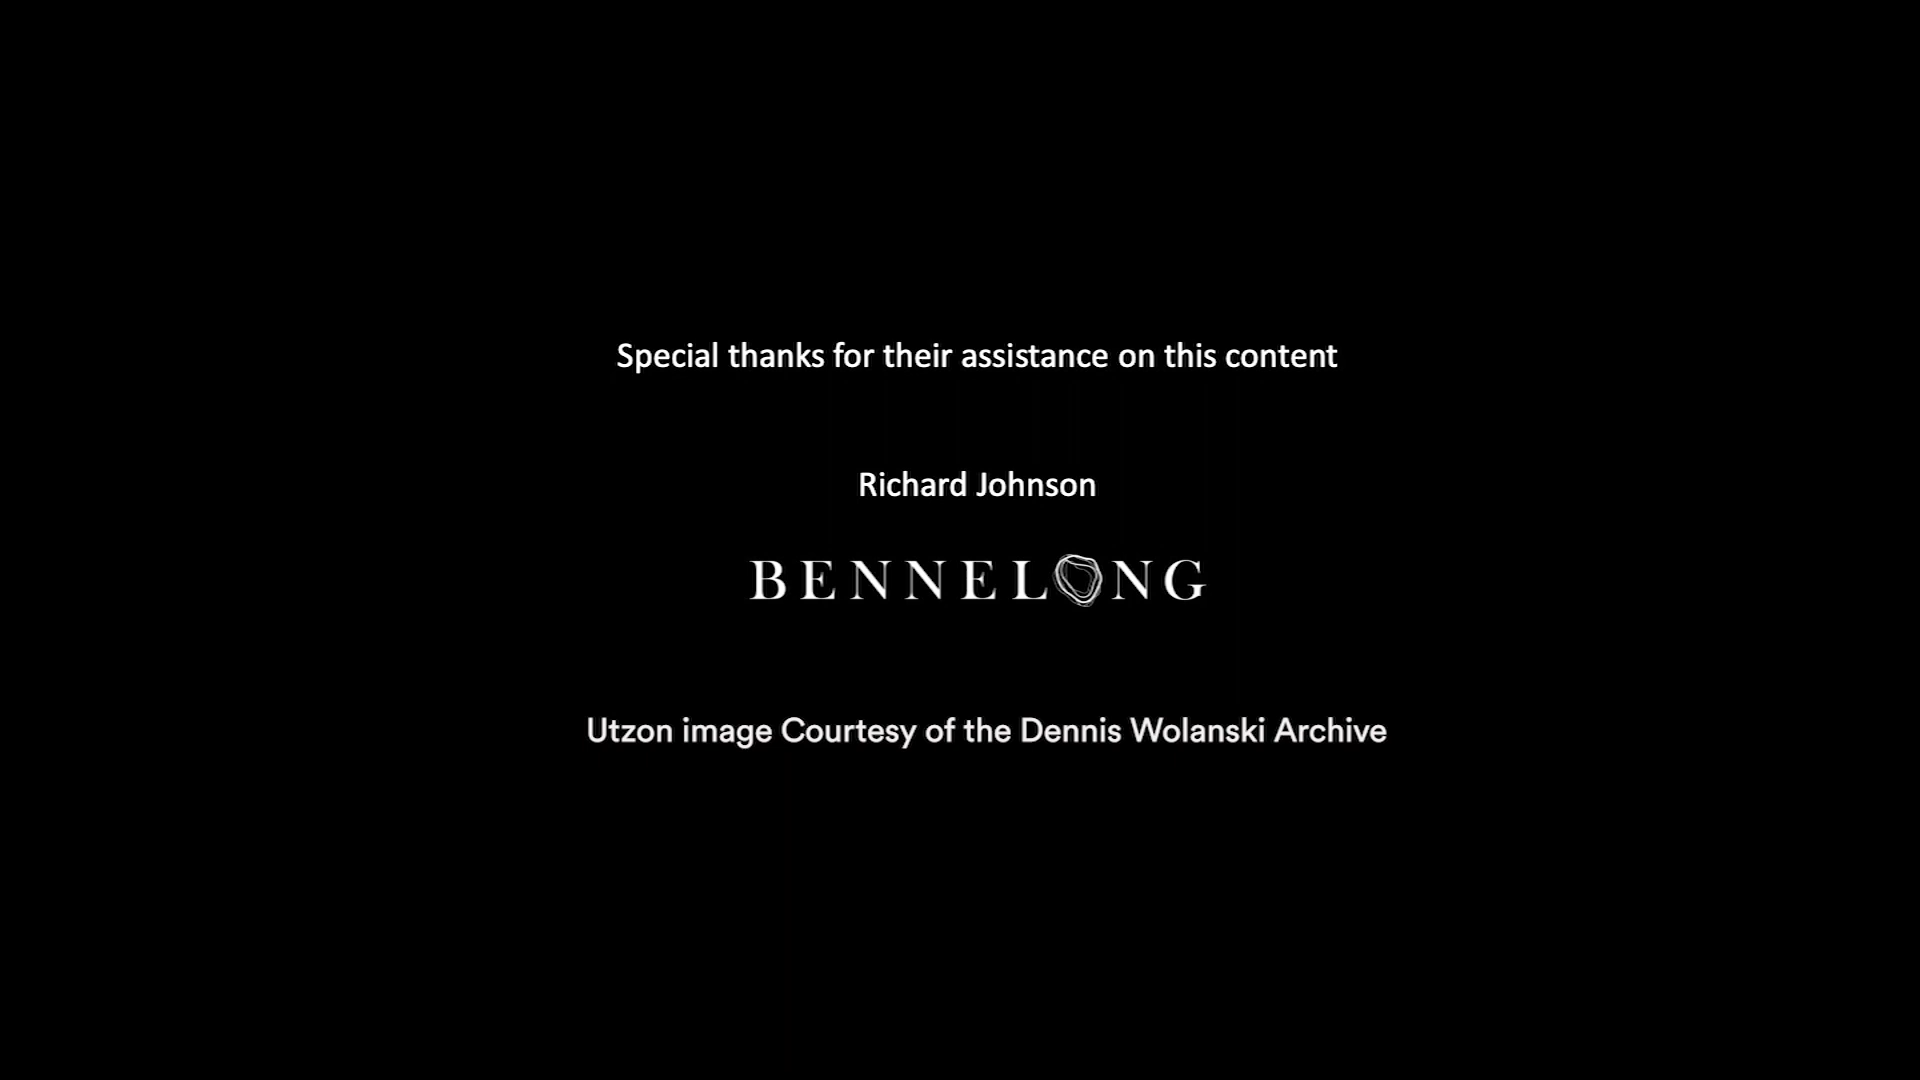 Special thanks for their assistance on this content
Richard Johnson
BENNELONG
Utzon image Courtesy of the Dennis Wolanski Archive